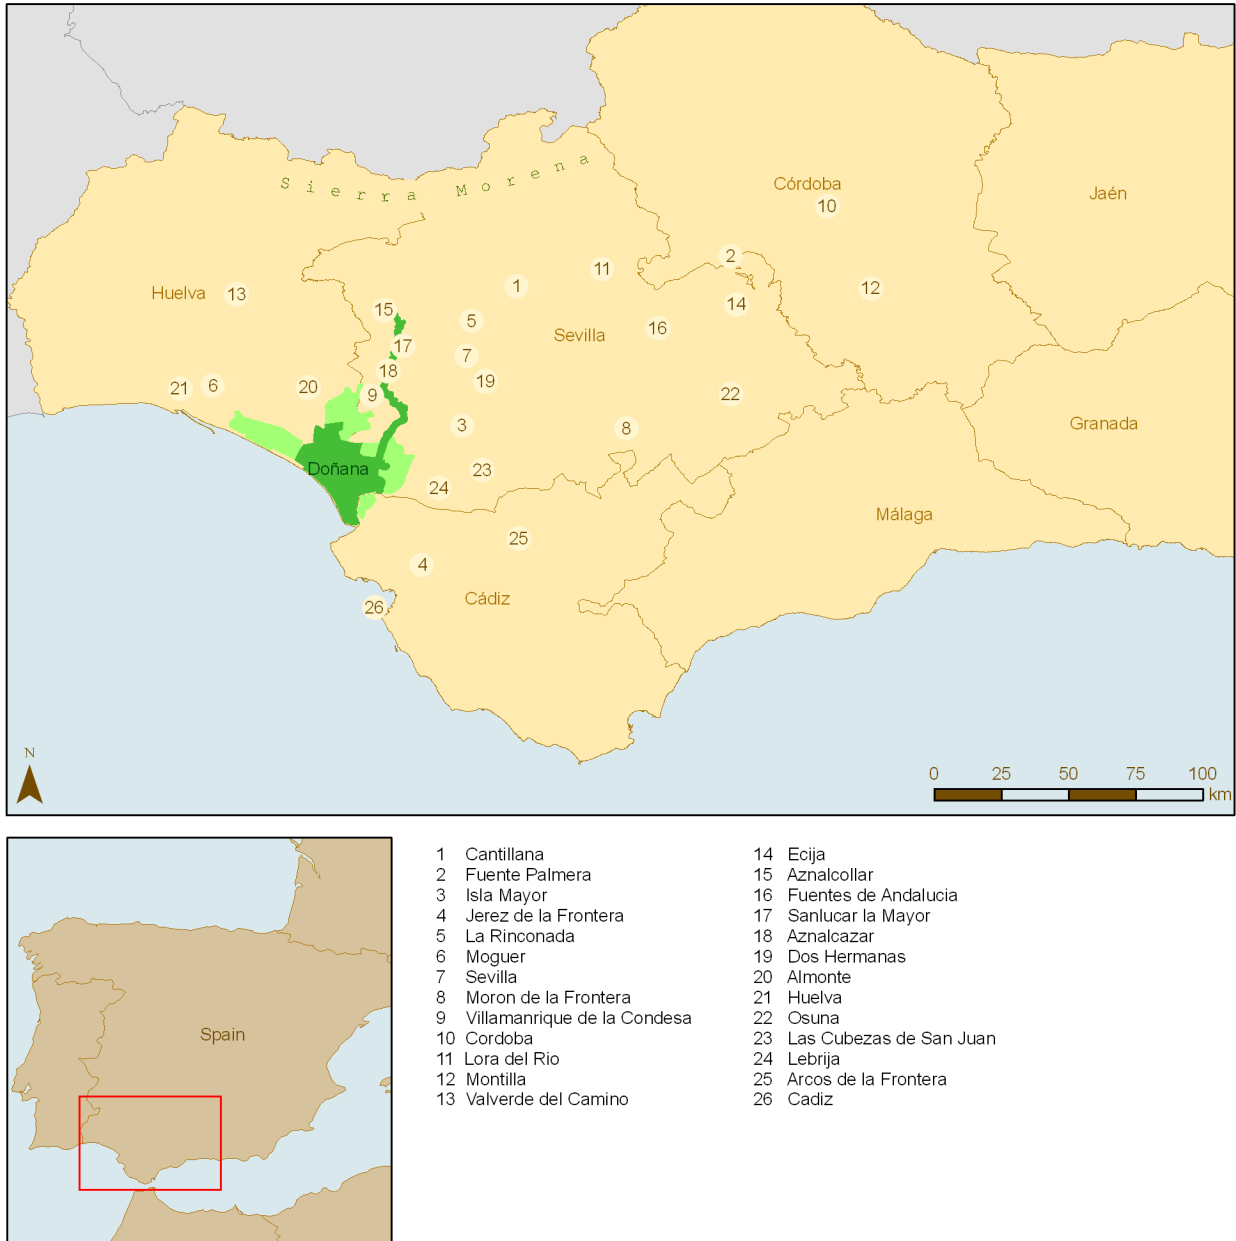 Sierra Morena
Córdoba
10
Jaén
2
11
1
12
Huelva
13
14
15
5
16
Sevilla
17
7
18
19
21
6
20
9
22
3
8
Granada
Doñana
23
24
Málaga
25
4
Cádiz
26
N
0 25 50 75 100
km
Spain
1 Cantillana
2 Fuente Palmera
3 Isla Mayor
4 Jerez de la Frontera
5 La Rinconada
6 Moguer
7 Sevilla
8 Moron de la Frontera
9 Villamanrique de la Condesa
10 Cordoba
11 Lora del Rio
12 Montilla
13 Valverde del Camino
14 Ecija
15 Aznalcollar
16 Fuentes de Andalucia
17 Sanlucar la Mayor
18 Aznalcazar
19 Dos Hermanas
20 Almonte
21 Huelva
22 Osuna
23 Las Cubezas de San Juan
24 Lebrija
25 Arcos de la Frontera
26 Cadiz